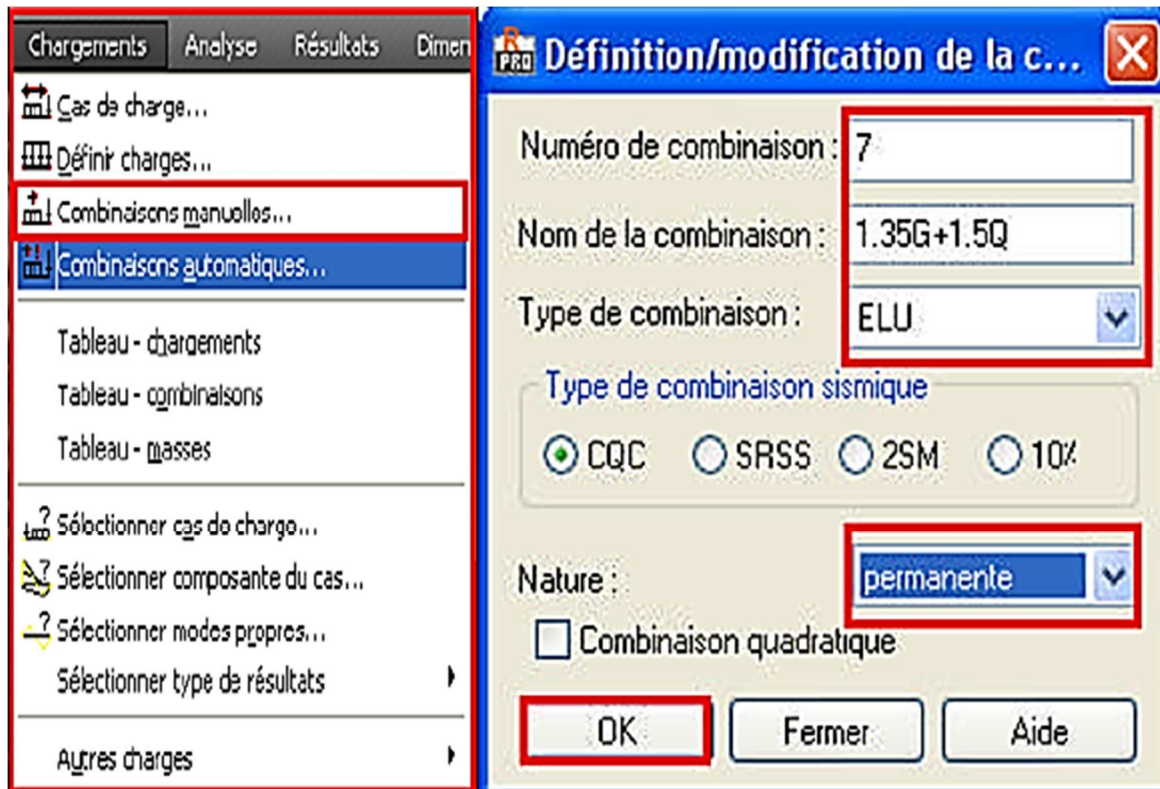 Chargements Analyse Résultats Dimen
Cas de charge...
Définir charges...
Combinaisons manuelles...
Combinaisons automatiques...
Tableau - chargements
Tableau - combinaisons
Tableau - masses
Sélectionner cas de charge...
Sélectionner composante du cas...
Sélectionner modes propres...
Sélectionner type de résultats
Autres charges
R
PRO
Définition/modification de la c...
Numéro de combinaison : 7
Nom de la combinaison : 1.35G+1.5Q
Type de combinaison : ELU
Type de combinaison sismique
CQC SRSS 2SM 10%
Nature : permanente
Combinaison quadratique
OK Fermer Aide